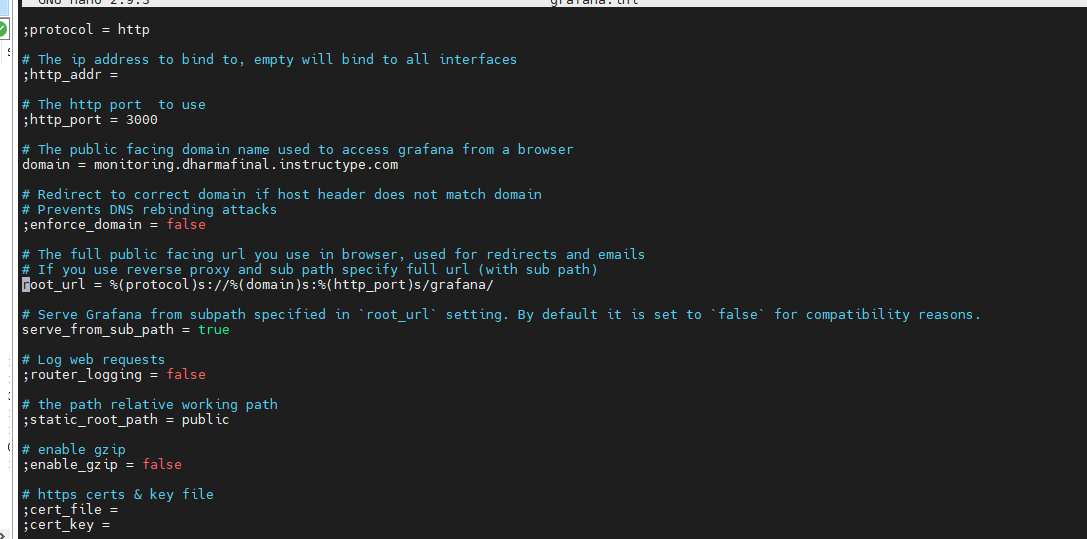 GNU nano 2.9.3 grafana.ini
;protocol = http
# The ip address to bind to, empty will bind to all interfaces
;http_addr =
# The http port  to use
;http_port = 3000
# The public facing domain name used to access grafana from a browser
domain = monitoring.dharmafinal.instructype.com
# Redirect to correct domain if host header does not match domain
# Prevents DNS rebinding attacks
;enforce_domain = false
# The full public facing url you use in browser, used for redirects and emails
# If you use reverse proxy and sub path specify full url (with sub path)
root_url = %(protocol)s://%(domain)s:%(http_port)s/grafana/
# Serve Grafana from subpath specified in `root_url` setting. By default it is set to `false` for compatibility reasons.
serve_from_sub_path = true
# Log web requests
;router_logging = false
# the path relative working path
;static_root_path = public
# enable gzip
;enable_gzip = false
# https certs & key file
;cert_file =
;cert_key =